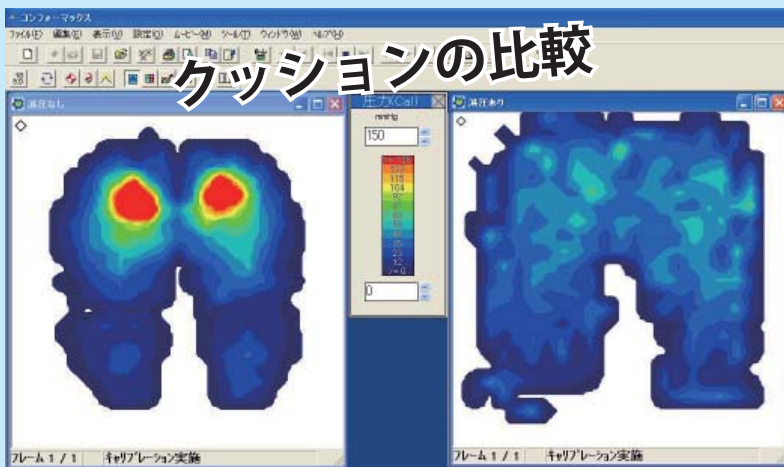 コンフォーマックス
ファイル(F) 編集(E) 表示(V) 設定(O) ムービー(M) ツール(T) ウィンドウ(W) ヘルプ(H)
クッションの比較
減圧なし
圧力(Cal)
減圧あり
mmHg
150
115
104
12
>= 0
0
フレーム 1 / 1 キャリブレーション実施
フレーム 1 / 1 キャリブレーション実施